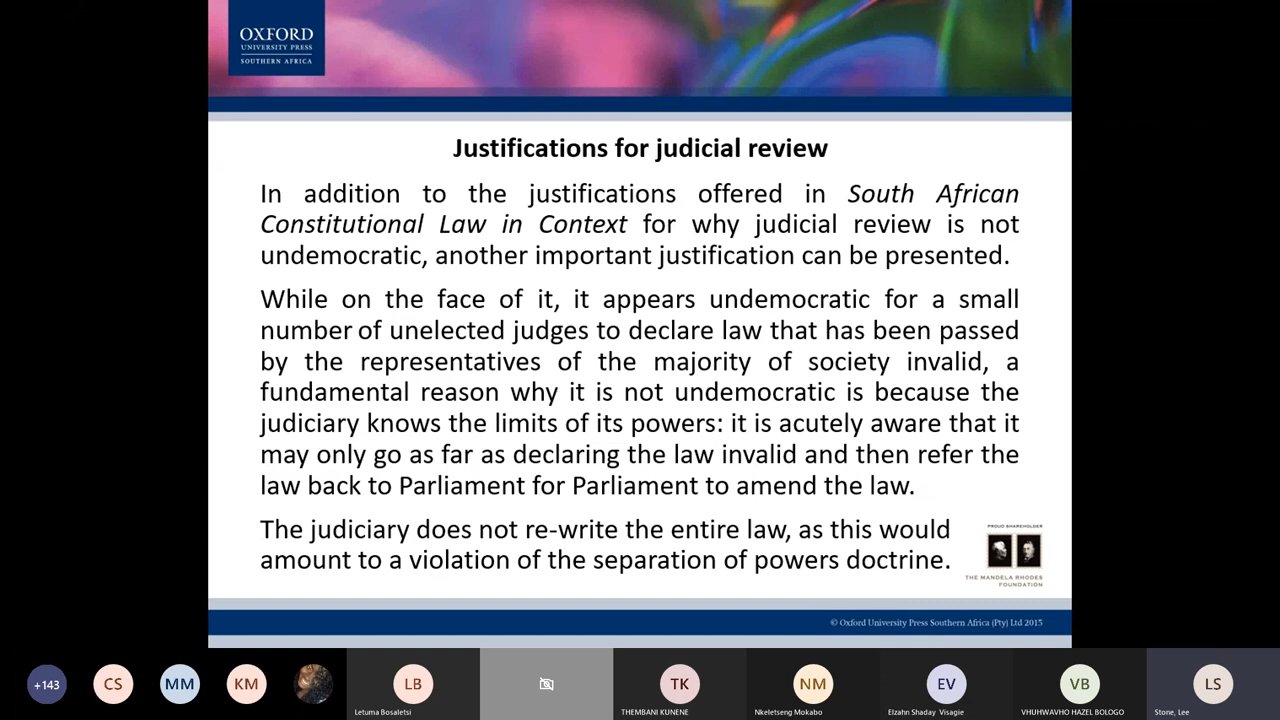 OXFORD
UNIVERSITY PRESS
SOUTHERN AFRICA
Justifications for judicial review
In addition to the justifications offered in South African
Constitutional Law in Context for why judicial review is not
undemocratic, another important justification can be presented.
While on the face of it, it appears undemocratic for a small
number of unelected judges to declare law that has been passed
by the representatives of the majority of society invalid, a
fundamental reason why it is not undemocratic is because the
judiciary knows the limits of its powers: it is acutely aware that it
may only go as far as declaring the law invalid and then refer the
law back to Parliament for Parliament to amend the law.
The judiciary does not re-write the entire law, as this would
amount to a violation of the separation of powers doctrine.
PROUD SHAREHOLDER
THE MANDELA RHODES
FOUNDATION
© Oxford University Press Southern Africa (Pty) Ltd 2015
+143
CS
MM
KM
LB
TK
NM
EV
VB
LS
Letuma Bosaletsi
THEMBANI KUNENE
Nkeletseng Mokabo
Elzahn Shaday Visagie
VHUHWAVHO HAZEL BOLOGO
Stone, Lee